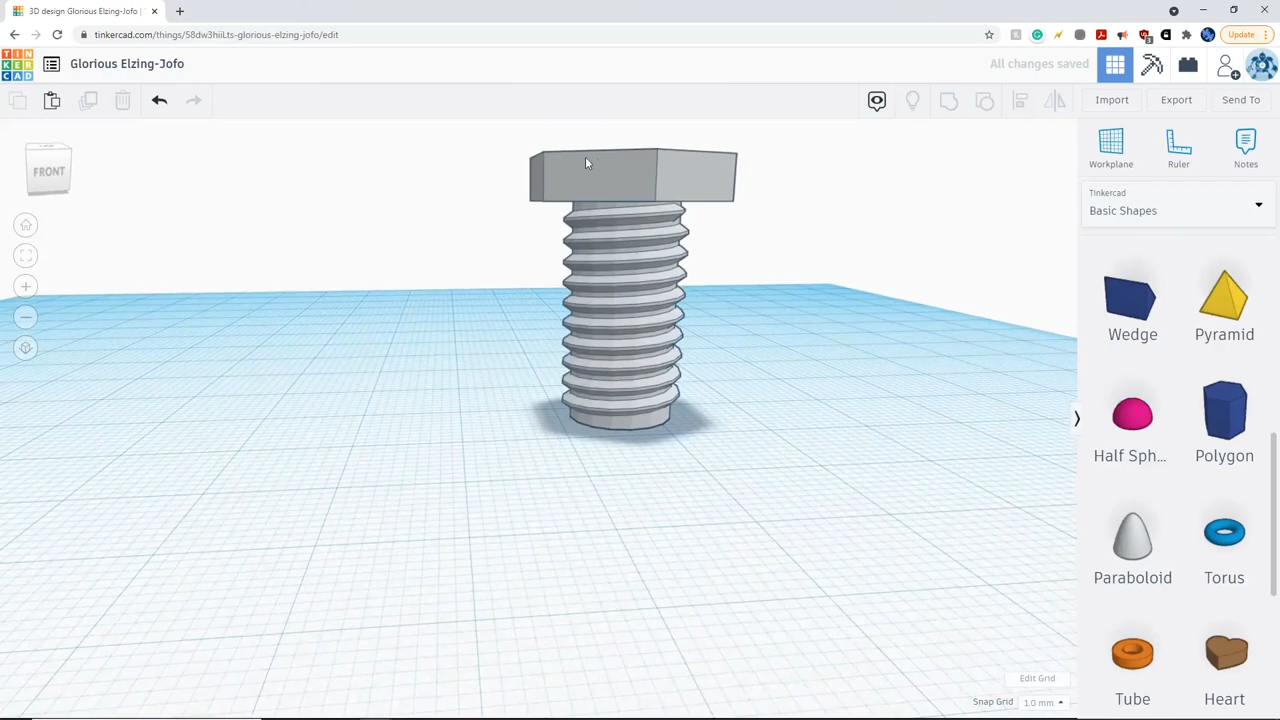 3D design Glorious Elzing-Jofo |
tinkercad.com/things/58dw3hiiLts-glorious-elzing-jofo/edit
Update
TIN
KER
CAD
Glorious Elzing-Jofo
All changes saved
Import
Export
Send To
FRONT
Workplane
Ruler
Notes
Tinkercad
Basic Shapes
Wedge
Pyramid
Half Sph...
Polygon
Paraboloid
Torus
Tube
Heart
Edit Grid
Snap Grid
1.0 mm